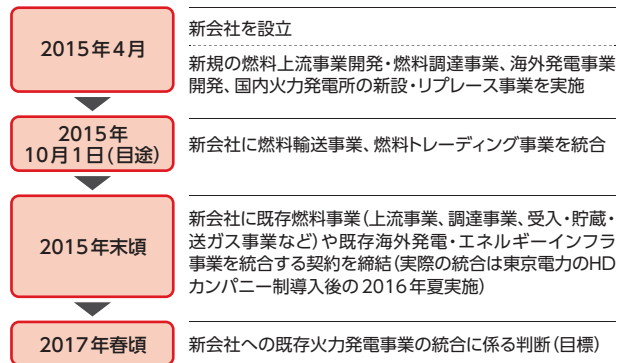 2015年4月
新会社を設立
新規の燃料上流事業開発・燃料調達事業、海外発電事業
開発、国内火力発電所の新設・リプレース事業を実施
2015年
10月1日(目途)
新会社に燃料輸送事業、燃料トレーディング事業を統合
2015年末頃
新会社に既存燃料事業(上流事業、調達事業、受入・貯蔵・
送ガス事業など)や既存海外発電・エネルギーインフラ
事業を統合する契約を締結(実際の統合は東京電力のHD
カンパニー制導入後の2016年夏実施)
2017年春頃
新会社への既存火力発電事業の統合に係る判断(目標)